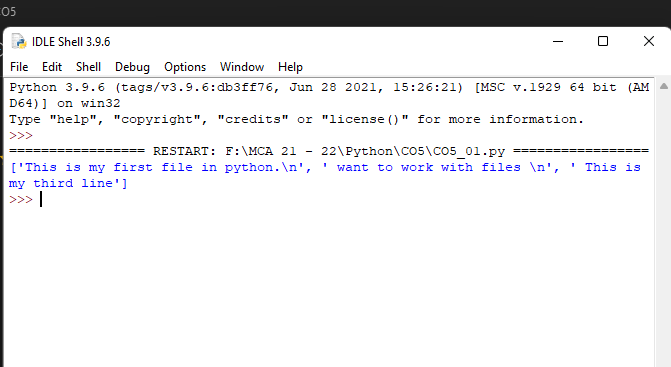 CO5
IDLE Shell 3.9.6
File Edit Shell Debug Options Window Help
Python 3.9.6 (tags/v3.9.6:db3ff76, Jun 28 2021, 15:26:21) [MSC v.1929 64 bit (AM
D64)] on win32
Type "help", "copyright", "credits" or "license()" for more information.
>>>
================= RESTART: F:\MCA 21 - 22\Python\CO5\CO5_01.py =================
['This is my first file in python.\n', ' want to work with files \n', ' This is
my third line']
>>>